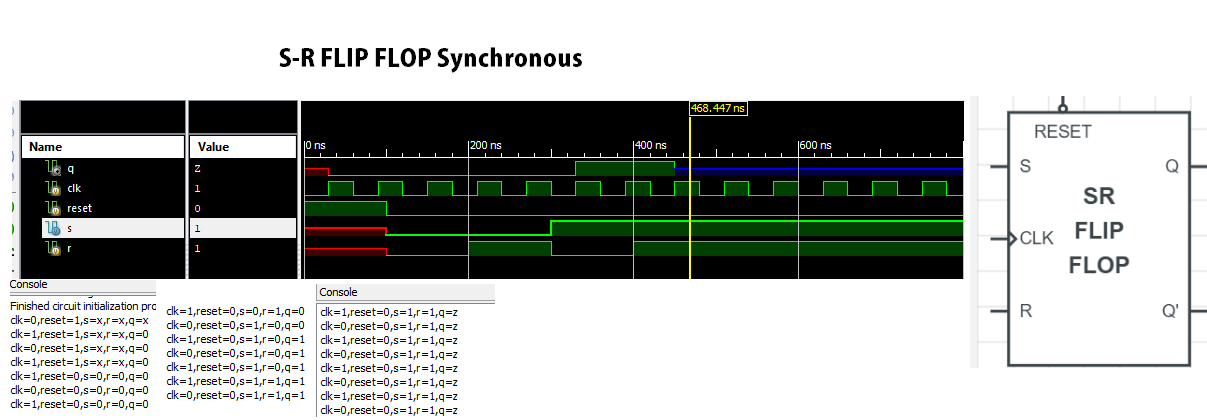 S-R FLIP FLOP Synchronous
468.447 ns
Name Value
0 ns 200 ns 400 ns 600 ns
q Z
clk 1
reset 0
s 1
r 1
RESET
S Q
SR
FLIP
FLOP
CLK
R Q'
Console
Finished circuit initialization pro
clk=0,reset=1,s=x,r=x,q=x
clk=1,reset=1,s=x,r=x,q=0
clk=0,reset=1,s=x,r=x,q=0
clk=1,reset=1,s=x,r=x,q=0
clk=0,reset=0,s=0,r=0,q=0
clk=0,reset=0,s=0,r=0,q=0
clk=1,reset=0,s=0,r=0,q=0
clk=1,reset=0,s=0,r=1,q=0
clk=0,reset=0,s=0,r=1,q=0
clk=0,reset=0,s=1,r=0,q=1
clk=1,reset=0,s=1,r=0,q=1
clk=0,reset=0,s=1,r=0,q=1
clk=1,reset=0,s=1,r=1,q=1
clk=0,reset=0,s=1,r=1,q=1
Console
clk=1,reset=0,s=1,r=1,q=z
clk=0,reset=0,s=1,r=1,q=z
clk=1,reset=0,s=1,r=1,q=z
clk=0,reset=0,s=1,r=1,q=z
clk=1,reset=0,s=1,r=1,q=z
clk=0,reset=0,s=1,r=1,q=z
clk=1,reset=0,s=1,r=1,q=z
clk=0,reset=0,s=1,r=1,q=z